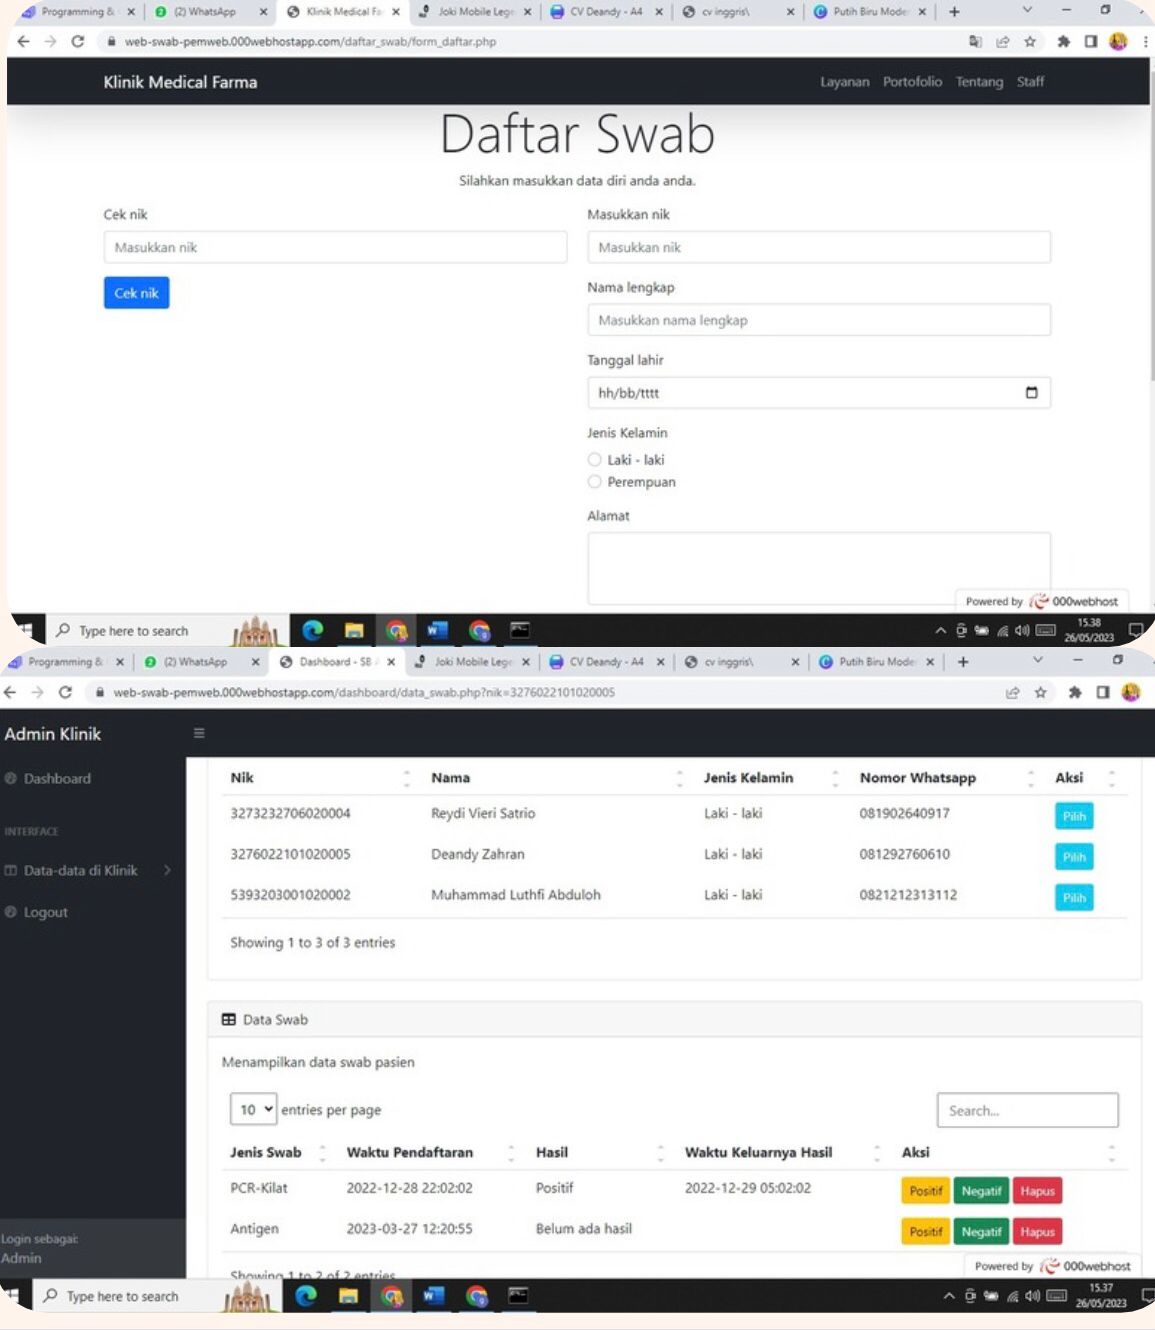 Programming & (2) WhatsApp Klinik Medical Fa Joki Mobile Lege CV Deandy - A4 cv inggris\ Putih Biru Mode
web-swab-pemweb.000webhostapp.com/daftar_swab/form_daftar.php
Klinik Medical Farma Layanan Portofolio Tentang Staff
Daftar Swab
Silahkan masukkan data diri anda anda.
Cek nik
Masukkan nik
Cek nik
Masukkan nik
Masukkan nik
Nama lengkap
Masukkan nama lengkap
Tanggal lahir
hh/bb/tttt
Jenis Kelamin
Laki - laki
Perempuan
Alamat
Powered by 000webhost
Type here to search
15.38
26/05/2023
Programming & (2) WhatsApp Dashboard - SB Joki Mobile Lege CV Deandy - A4 cv inggris\ Putih Biru Mode
web-swab-pemweb.000webhostapp.com/dashboard/data_swab.php?nik=3276022101020005
Admin Klinik
Dashboard
INTERFACE
Data-data di Klinik
Logout
Login sebagai:
Admin
Nik Nama Jenis Kelamin Nomor Whatsapp Aksi
3273232706020004 Reydi Vieri Satrio Laki - laki 081902640917 Pilih
3276022101020005 Deandy Zahran Laki - laki 081292760610 Pilih
5393203001020002 Muhammad Luthfi Abduloh Laki - laki 0821212313112 Pilih
Showing 1 to 3 of 3 entries
Data Swab
Menampilkan data swab pasien
10 entries per page Search...
Jenis Swab Waktu Pendaftaran Hasil Waktu Keluarnya Hasil Aksi
PCR-Kilat 2022-12-28 22:02:02 Positif 2022-12-29 05:02:02 Positif Negatif Hapus
Antigen 2023-03-27 12:20:55 Belum ada hasil Positif Negatif Hapus
Showing 1 to 2 of 2 entries
Powered by 000webhost
Type here to search
15.37
26/05/2023